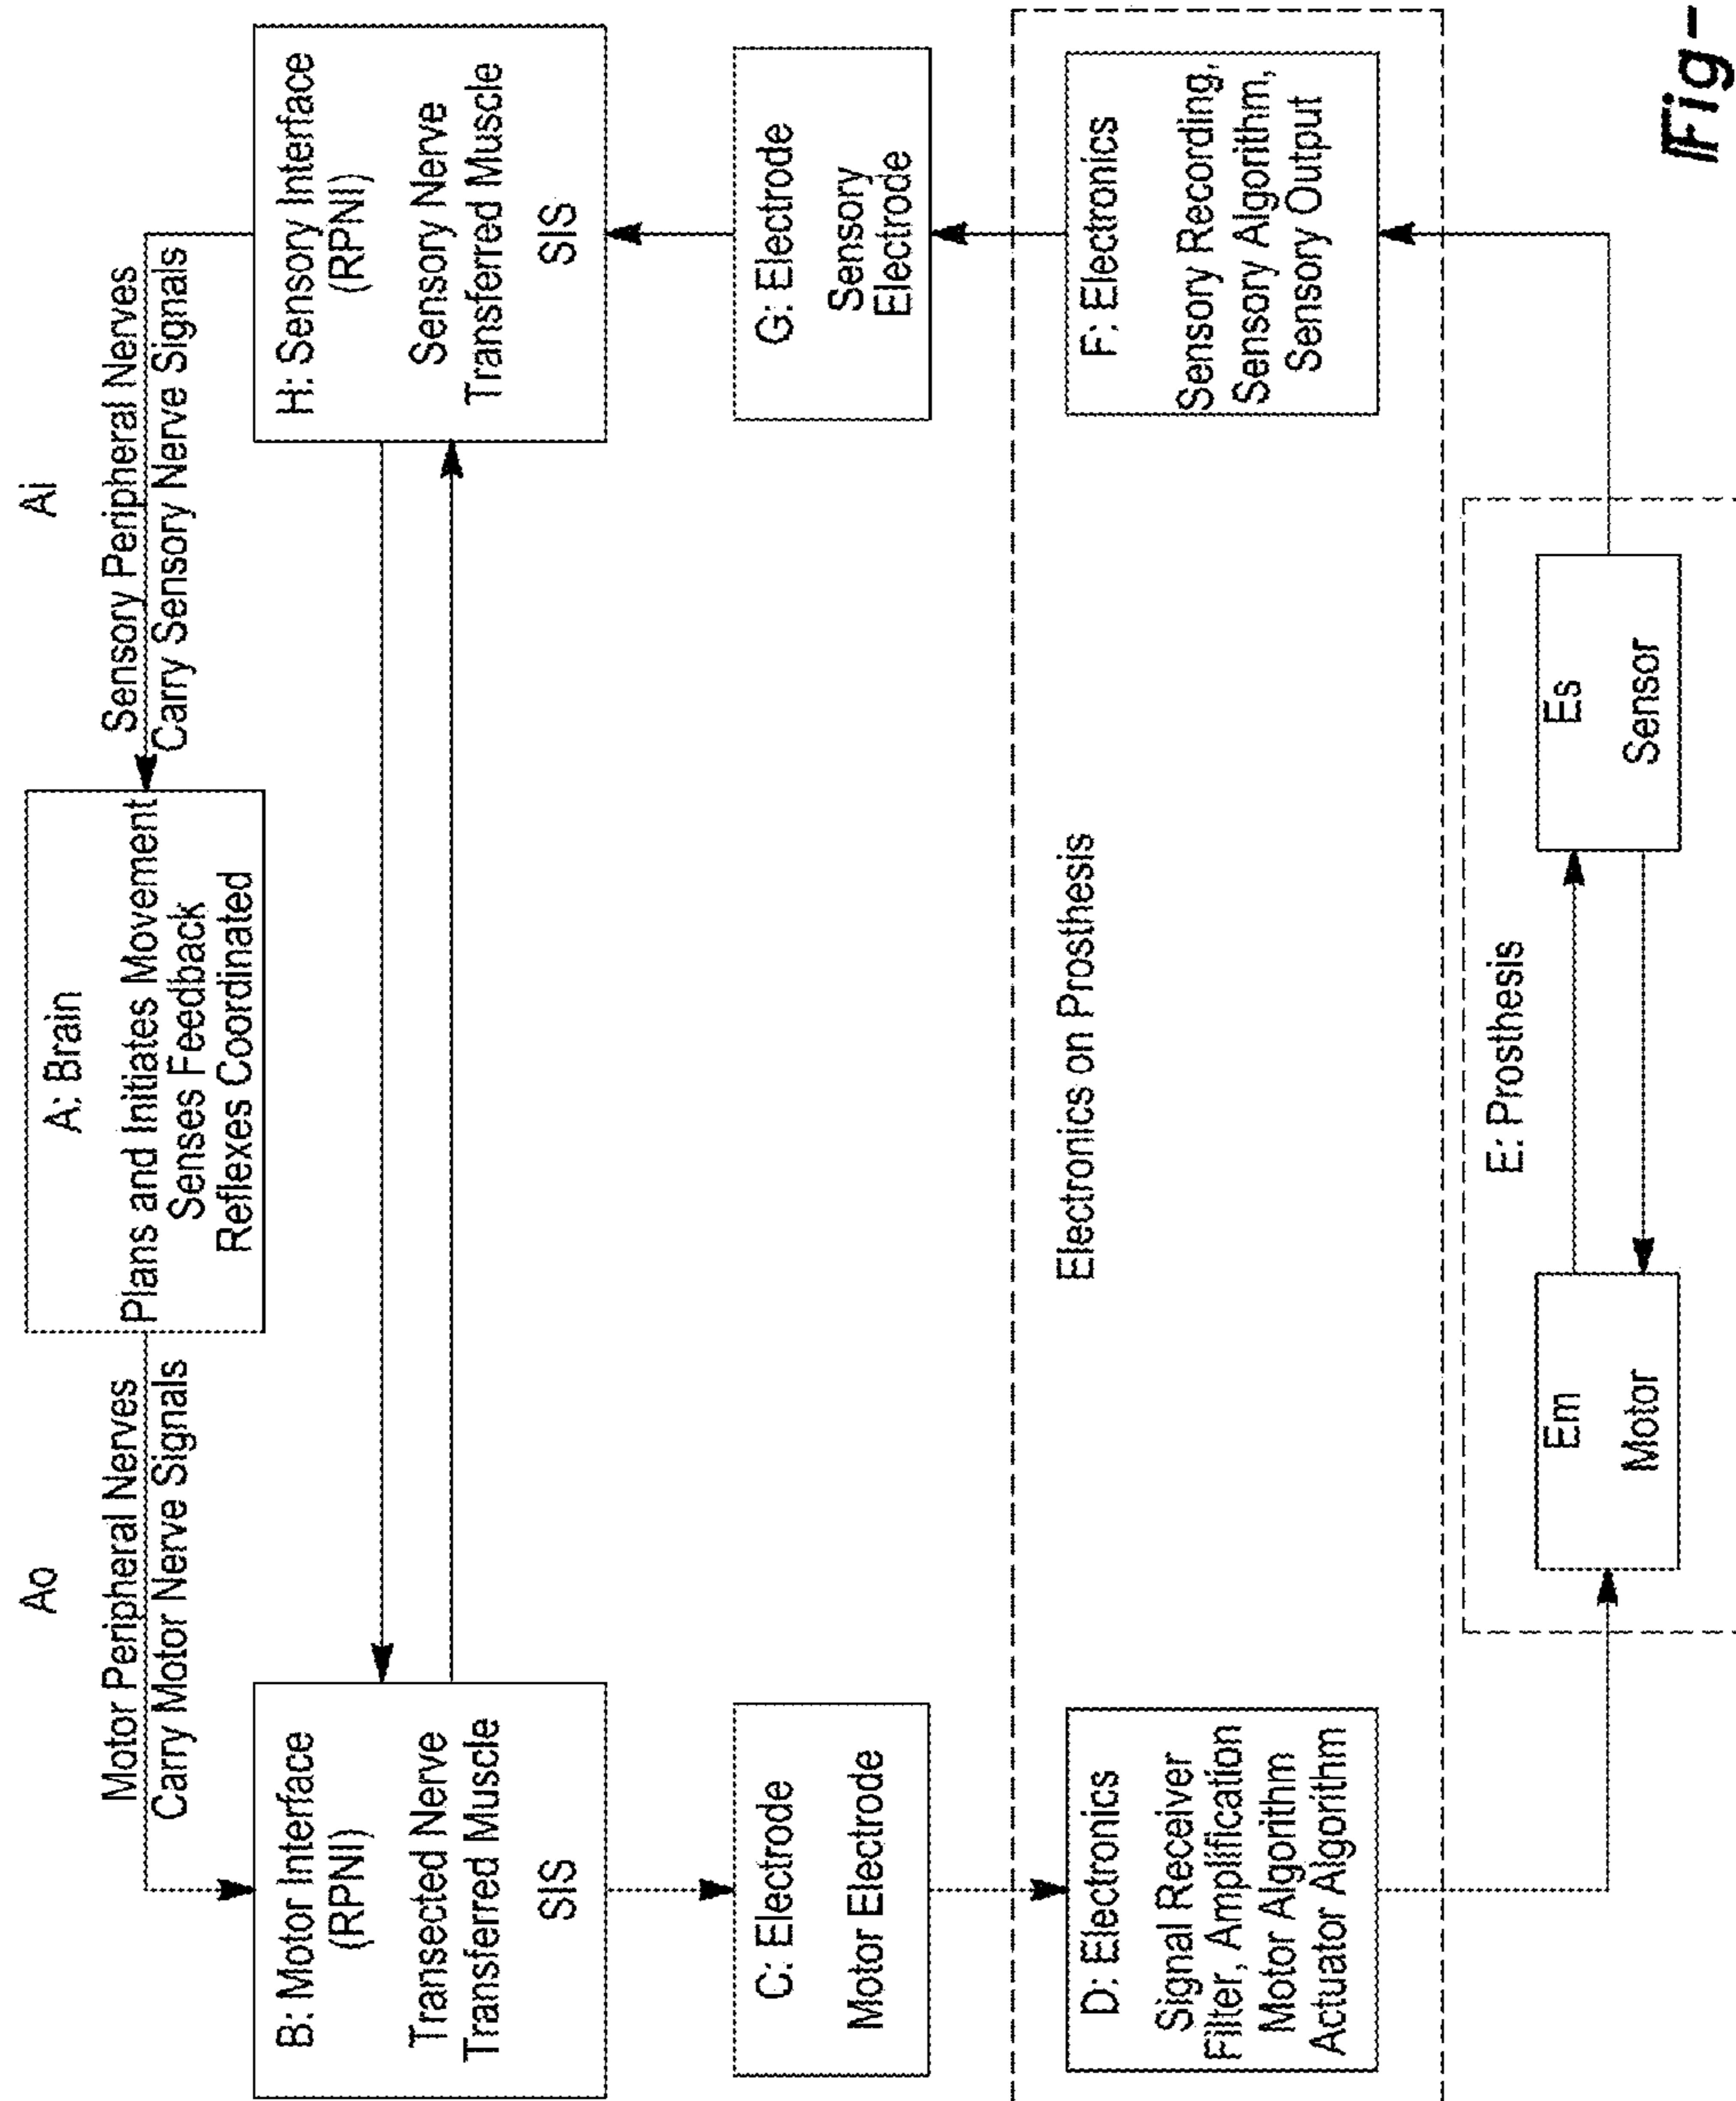 Ao
Motor Peripheral Nerves
Carry Motor Nerve Signals
A: Brain
Plans and Initiates Movement
Senses Feedback
Reflexes Coordinated
Ai
Sensory Peripheral Nerves
Carry Sensory Nerve Signals
B: Motor Interface
(RPNI)
Transected Nerve
Transferred Muscle
SIS
H: Sensory Interface
(RPNI)
Sensory Nerve
Transferred Muscle
SIS
C: Electrode
Motor Electrode
G: Electrode
Sensory
Electrode
Electronics on Prosthesis
D: Electronics
Signal Receiver
Filter, Amplification
Motor Algorithm
Actuator Algorithm
F: Electronics
Sensory Recording,
Sensory Algorithm,
Sensory Output
E: Prosthesis
Em
Motor
Es
Sensor
Fig-